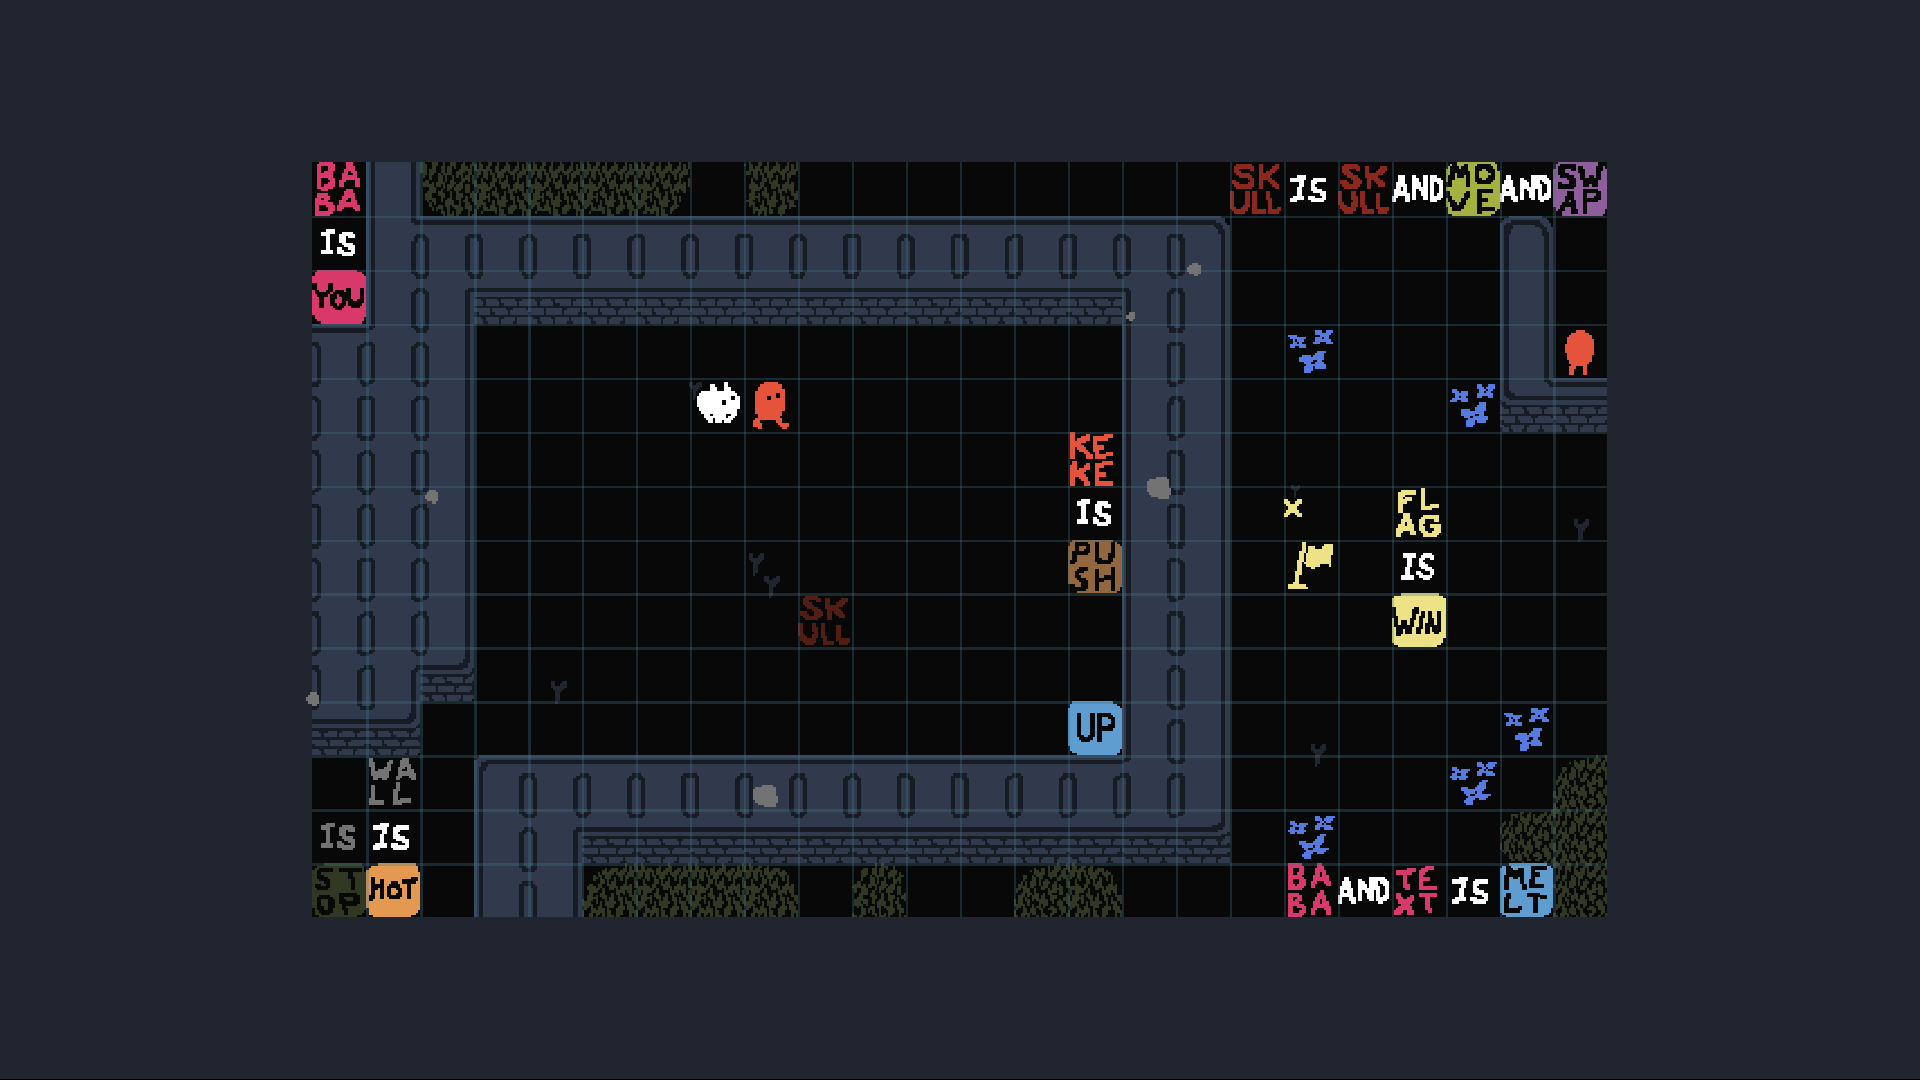 BABA IS YOU
SKULL IS SKULL AND MOVE AND SWAP
KEKE IS PUSH
FLAG IS WIN
SKULL
UP
WALL IS HOT
IS STOP
BABA AND TEXT IS MELT